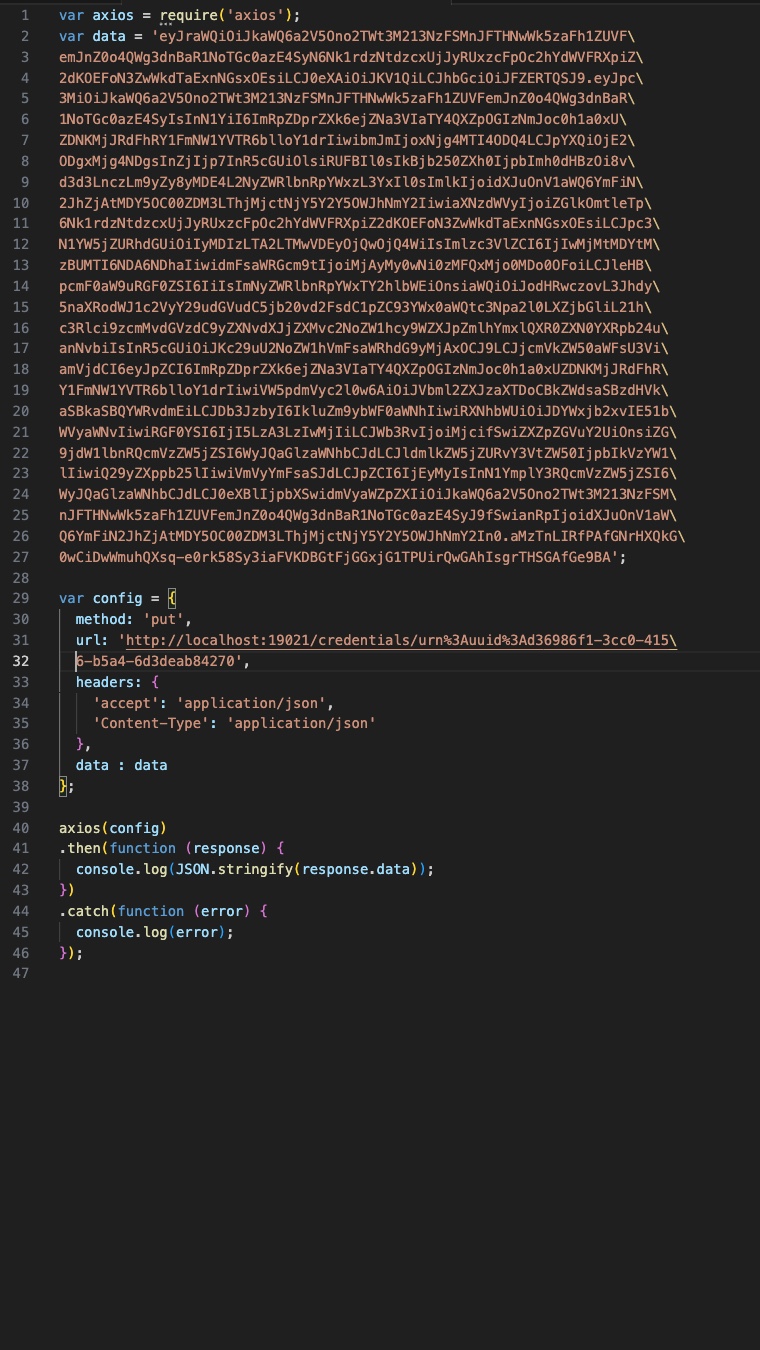 1 var axios = require('axios');
2 var data = 'eyJraWQiOiJkaWQ6a2V5Ono2TWt3M213NzFSMnJFTHNwWk5zaFh1ZUVF\
3 emJnZ0o4QWg3dnBaR1NoTGc0azE4SyN6Nk1rdzNtdzcxUjJyRUxzcFpOc2hYdWVFRXpiZ\
4 2dKOEFoN3ZwWkdTaExnNGsxOEsiLCJ0eXAiOiJKV1QiLCJhbGciOiJFZERTQSJ9.eyJpc\
5 3MiOiJkaWQ6a2V5Ono2TWt3M213NzFSMnJFTHNwWk5zaFh1ZUVFemJnZ0o4QWg3dnBaR\
6 1NoTGc0azE4SyIsInN1YiI6ImRpZDprZXk6ejZNa3VIaTY4QXZpOGIzNmJoc0h1a0xU\
7 ZDNKMjJRdFhRY1FmNW1YVTR6blloY1drIiwibmJmIjoxNjg4MTI4ODQ4LCJpYXQiOjE2\
8 ODgxMjg4NDgsInZjIjp7InR5cGUiOlsiRUFBIl0sIkBjb250ZXh0IjpbImh0dHBzOi8v\
9 d3d3LnczLm9yZy8yMDE4L2NyZWRlbnRpYWxzL3YxIl0sImlkIjoidXJuOnV1aWQ6YmFiN\
10 2JhZjAtMDY5OC00ZDM3LThjMjctNjY5Y2Y5OWJhNmY2IiwiaXNzdWVyIjoiZGlkOmtleTp\
11 6Nk1rdzNtdzcxUjJyRUxzcFpOc2hYdWVFRXpiZ2dKOEFoN3ZwWkdTaExnNGsxOEsiLCJpc3\
12 N1YW5jZURhdGUiOiIyMDIzLTA2LTMwVDEyOjQwOjQ4WiIsImlzc3VlZCI6IjIwMjMtMDYtM\
13 zBUMTI6NDA6NDhaIiwidmFsaWRGcm9tIjoiMjAyMy0wNi0zMFQxMjo0MDo0OFoiLCJleHB\
14 pcmF0aW9uRGF0ZSI6IiIsImNyZWRlbnRpYWxTY2hlbWEiOnsiaWQiOiJodHRwczovL3Jhdy\
15 5naXRodWJ1c2VyY29udGVudC5jb20vd2FsdC1pZC93YWx0aWQtc3Npa2l0LXZjbGliL21h\
16 c3Rlci9zcmMvdGVzdC9yZXNvdXJjZXMvc2NoZW1hcy9WZXJpZmlhYmxlQXR0ZXN0YXRpb24u\
17 anNvbiIsInR5cGUiOiJKc29uU2NoZW1hVmFsaWRhdG9yMjAxOCJ9LCJjcmVkZW50aWFsU3Vi\
18 amVjdCI6eyJpZCI6ImRpZDprZXk6ejZNa3VIaTY4QXZpOGIzNmJoc0h1a0xUZDNKMjJRdFhR\
19 Y1FmNW1YVTR6blloY1drIiwiVW5pdmVyc2l0w6AiOiJVbml2ZXJzaXTDoCBkZWdsaSBzdHVk\
20 aSBkaSBQYWRvdmEiLCJDb3JzbyI6IkluZm9ybWF0aWNhIiwiRXNhbWUiOiJDYWxjb2xvIE51b\
21 WVyaWNvIiwiRGF0YSI6IjI5LzA3LzIwMjIiLCJWb3RvIjoiMjcifSwiZXZpZGVuY2UiOnsiZG\
22 9jdW1lbnRQcmVzZW5jZSI6WyJQaGlzaWNhbCJdLCJldmlkZW5jZURvY3VtZW50IjpbIkVzYW1\
23 lIiwiQ29yZXppb25lIiwiVmVyYmFsaSJdLCJpZCI6IjEyMyIsInN1YmplY3RQcmVzZW5jZSI6\
24 WyJQaGlzaWNhbCJdLCJ0eXBlIjpbXSwidmVyaWZpZXIiOiJkaWQ6a2V5Ono2TWt3M213NzFSM\
25 nJFTHNwWk5zaFh1ZUVFemJnZ0o4QWg3dnBaR1NoTGc0azE4SyJ9fSwianRpIjoidXJuOnV1aW\
26 Q6YmFiN2JhZjAtMDY5OC00ZDM3LThjMjctNjY5Y2Y5OWJhNmY2In0.aMzTnLIRfPAfGNrHXQkG\
27 0wCiDwWmuhQXsq-e0rk58Sy3iaFVKDBGtFjGGxjG1TPUirQwGAhIsgrTHSGAfGe9BA';
28
29 var config = {
30 method: 'put',
31 url: 'http://localhost:19021/credentials/urn%3Auuid%3Ad36986f1-3cc0-415\
32 6-b5a4-6d3deab84270',
33 headers: {
34 'accept': 'application/json',
35 'Content-Type': 'application/json'
36 },
37 data : data
38 };
39
40 axios(config)
41 .then(function (response) {
42 console.log(JSON.stringify(response.data));
43 })
44 .catch(function (error) {
45 console.log(error);
46 });
47